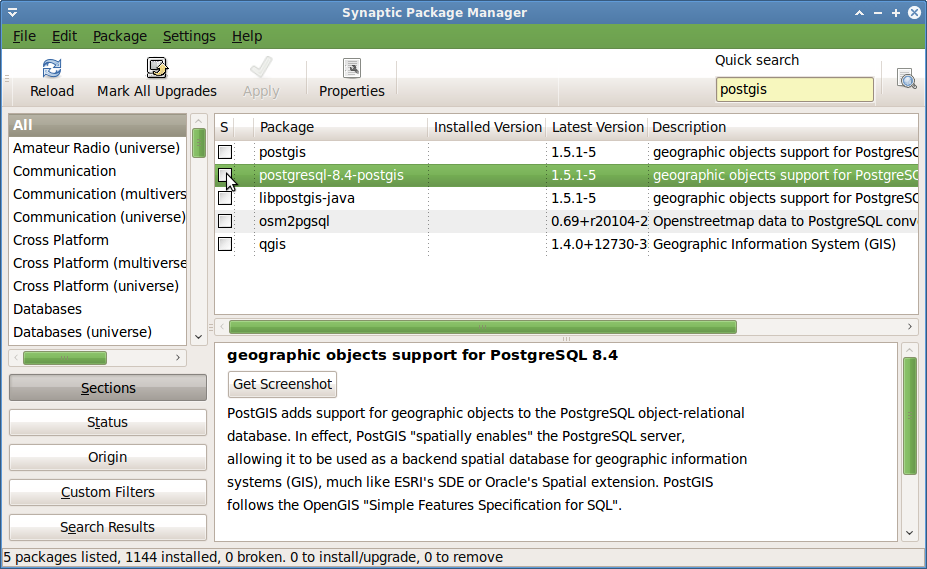 Synaptic Package Manager
File Edit Package Settings Help
Reload Mark All Upgrades Apply Properties
Quick search
postgis
All
Amateur Radio (universe)
Communication
Communication (multivers
Communication (universe)
Cross Platform
Cross Platform (multiverse
Cross Platform (universe)
Databases
Databases (universe)
Sections
Status
Origin
Custom Filters
Search Results
S Package Installed Version Latest Version Description
postgis 1.5.1-5 geographic objects support for PostgreSQ
postgresql-8.4-postgis 1.5.1-5 geographic objects support for PostgreSQ
libpostgis-java 1.5.1-5 geographic objects support for PostgreSQ
osm2pgsql 0.69+r20104-2 Openstreetmap data to PostgreSQL conv
qgis 1.4.0+12730-3 Geographic Information System (GIS)
geographic objects support for PostgreSQL 8.4
Get Screenshot
PostGIS adds support for geographic objects to the PostgreSQL object-relational
database. In effect, PostGIS "spatially enables" the PostgreSQL server,
allowing it to be used as a backend spatial database for geographic information
systems (GIS), much like ESRI's SDE or Oracle's Spatial extension. PostGIS
follows the OpenGIS "Simple Features Specification for SQL".
5 packages listed, 1144 installed, 0 broken. 0 to install/upgrade, 0 to remove